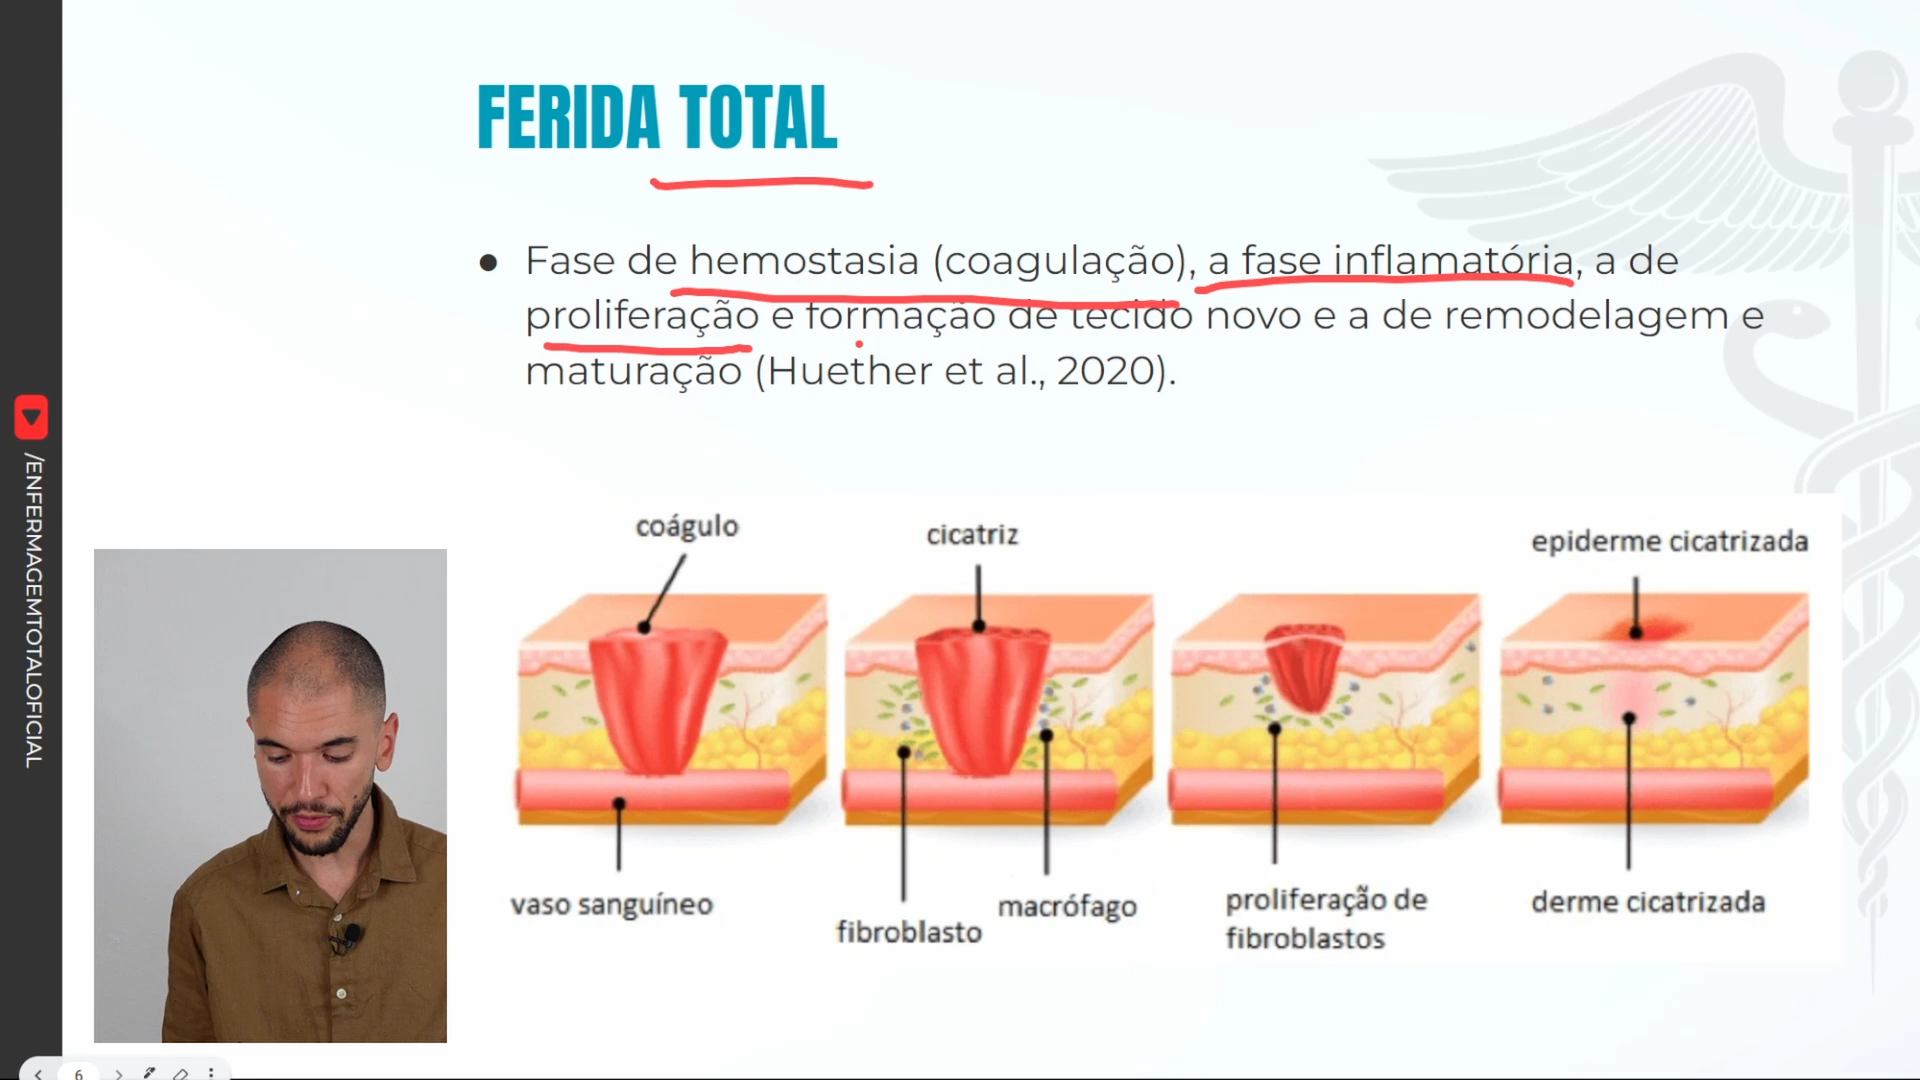 FERIDA TOTAL
● Fase de hemostasia (coagulação), a fase inflamatória, a de
proliferação e formação de tecido novo e a de remodelagem e
maturação (Huether et al., 2020).
/ENFERMAGEMTOTALOFICIAL
coágulo
cicatriz
epiderme cicatrizada
vaso sanguíneo
fibroblasto
macrófago
proliferação de
fibroblastos
derme cicatrizada
6